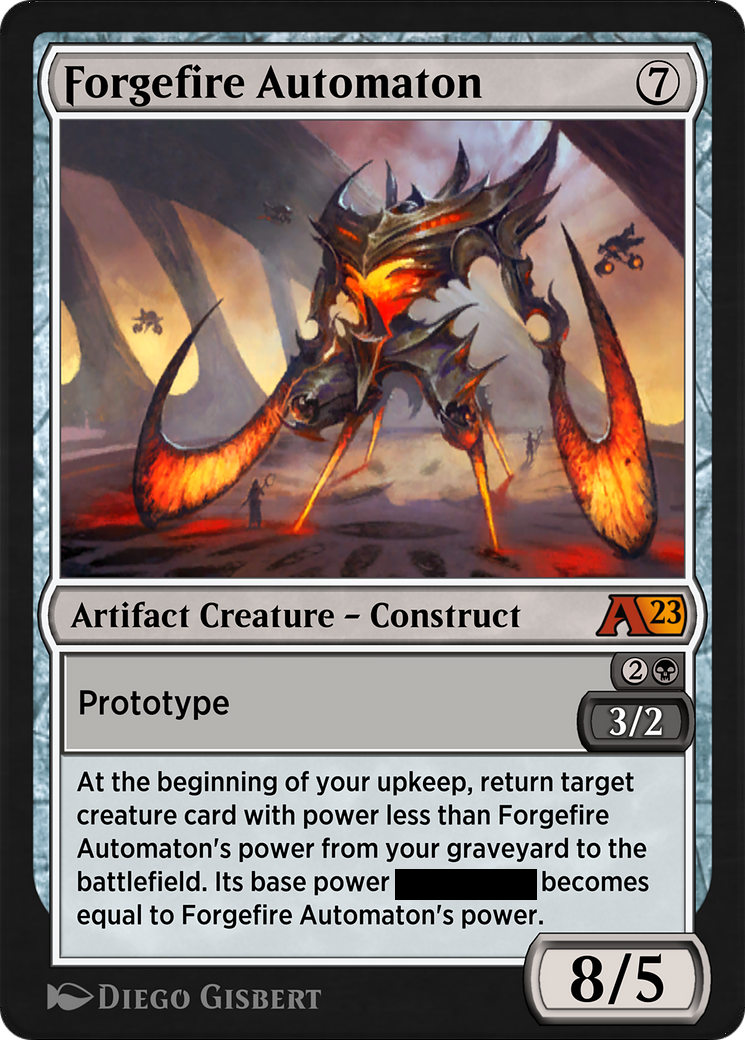 Forgefire Automaton 7
Artifact Creature – Construct A23
2
Prototype
3/2
At the beginning of your upkeep, return target
creature card with power less than Forgefire
Automaton's power from your graveyard to the
battlefield. Its base power becomes
equal to Forgefire Automaton's power.
8/5
DIEGO GISBERT